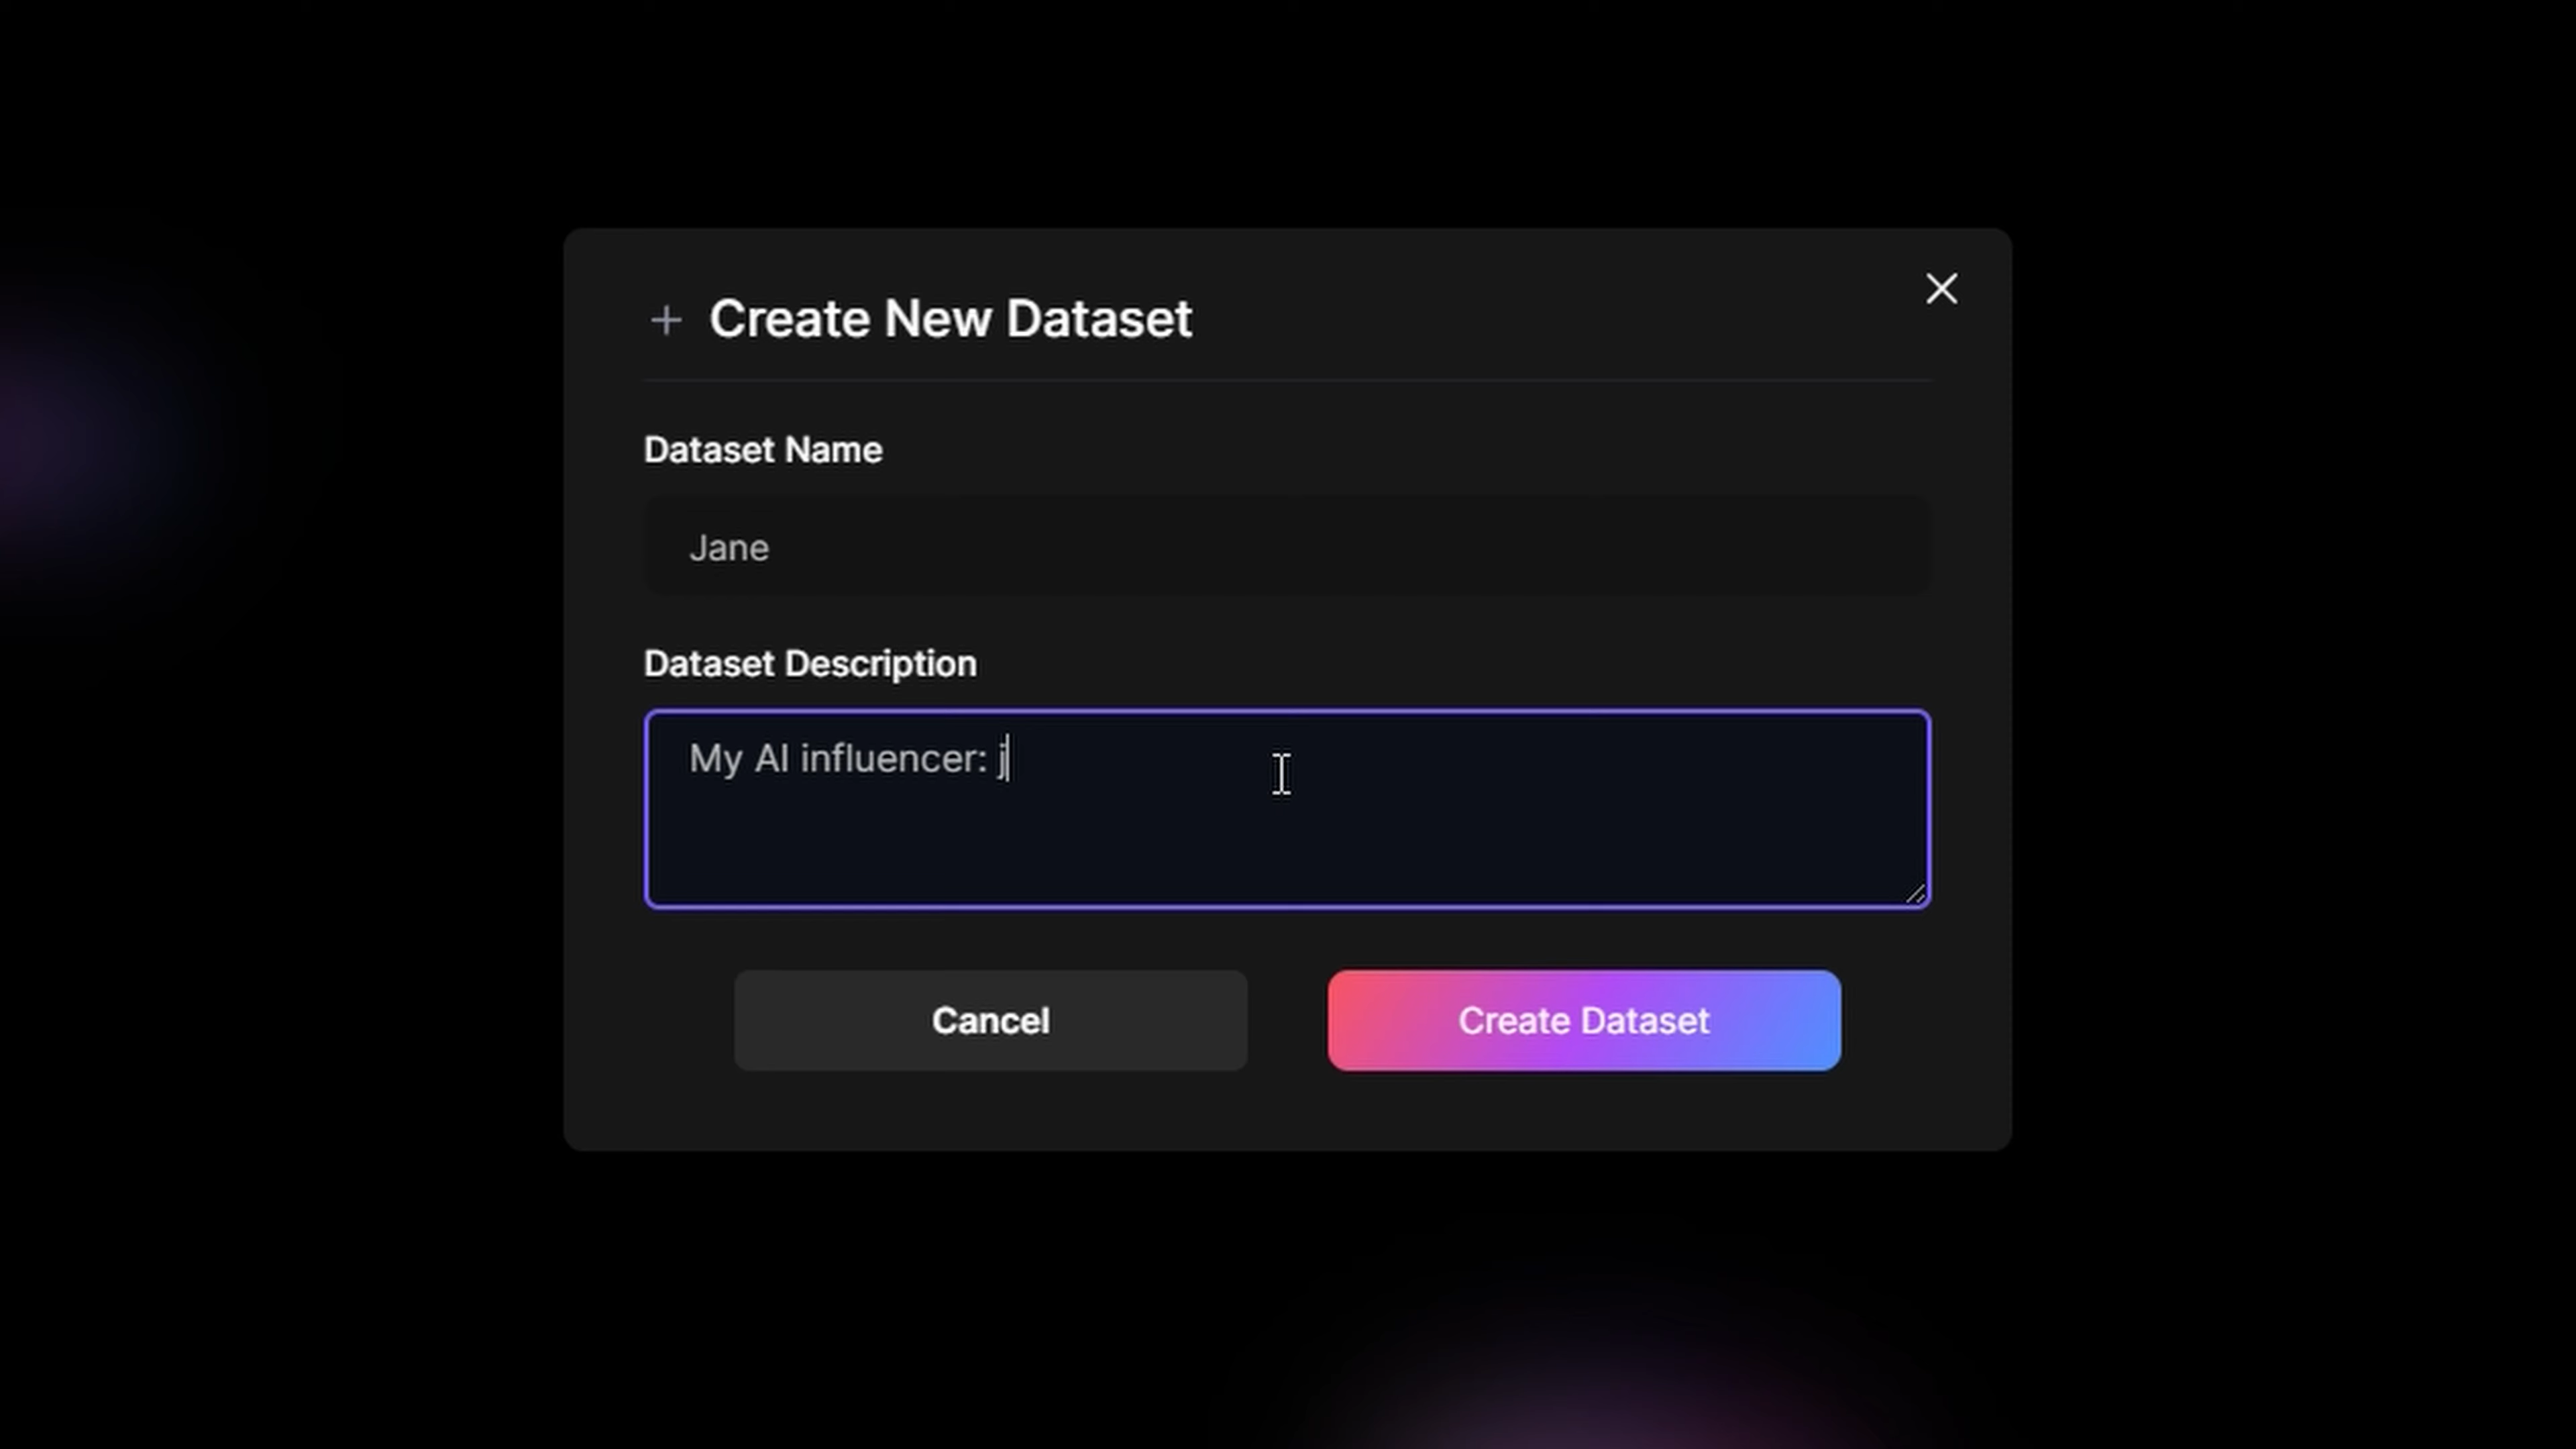 Create New Dataset
Dataset Name
Jane
Dataset Description
My AI influencer: j
Cancel
Create Dataset